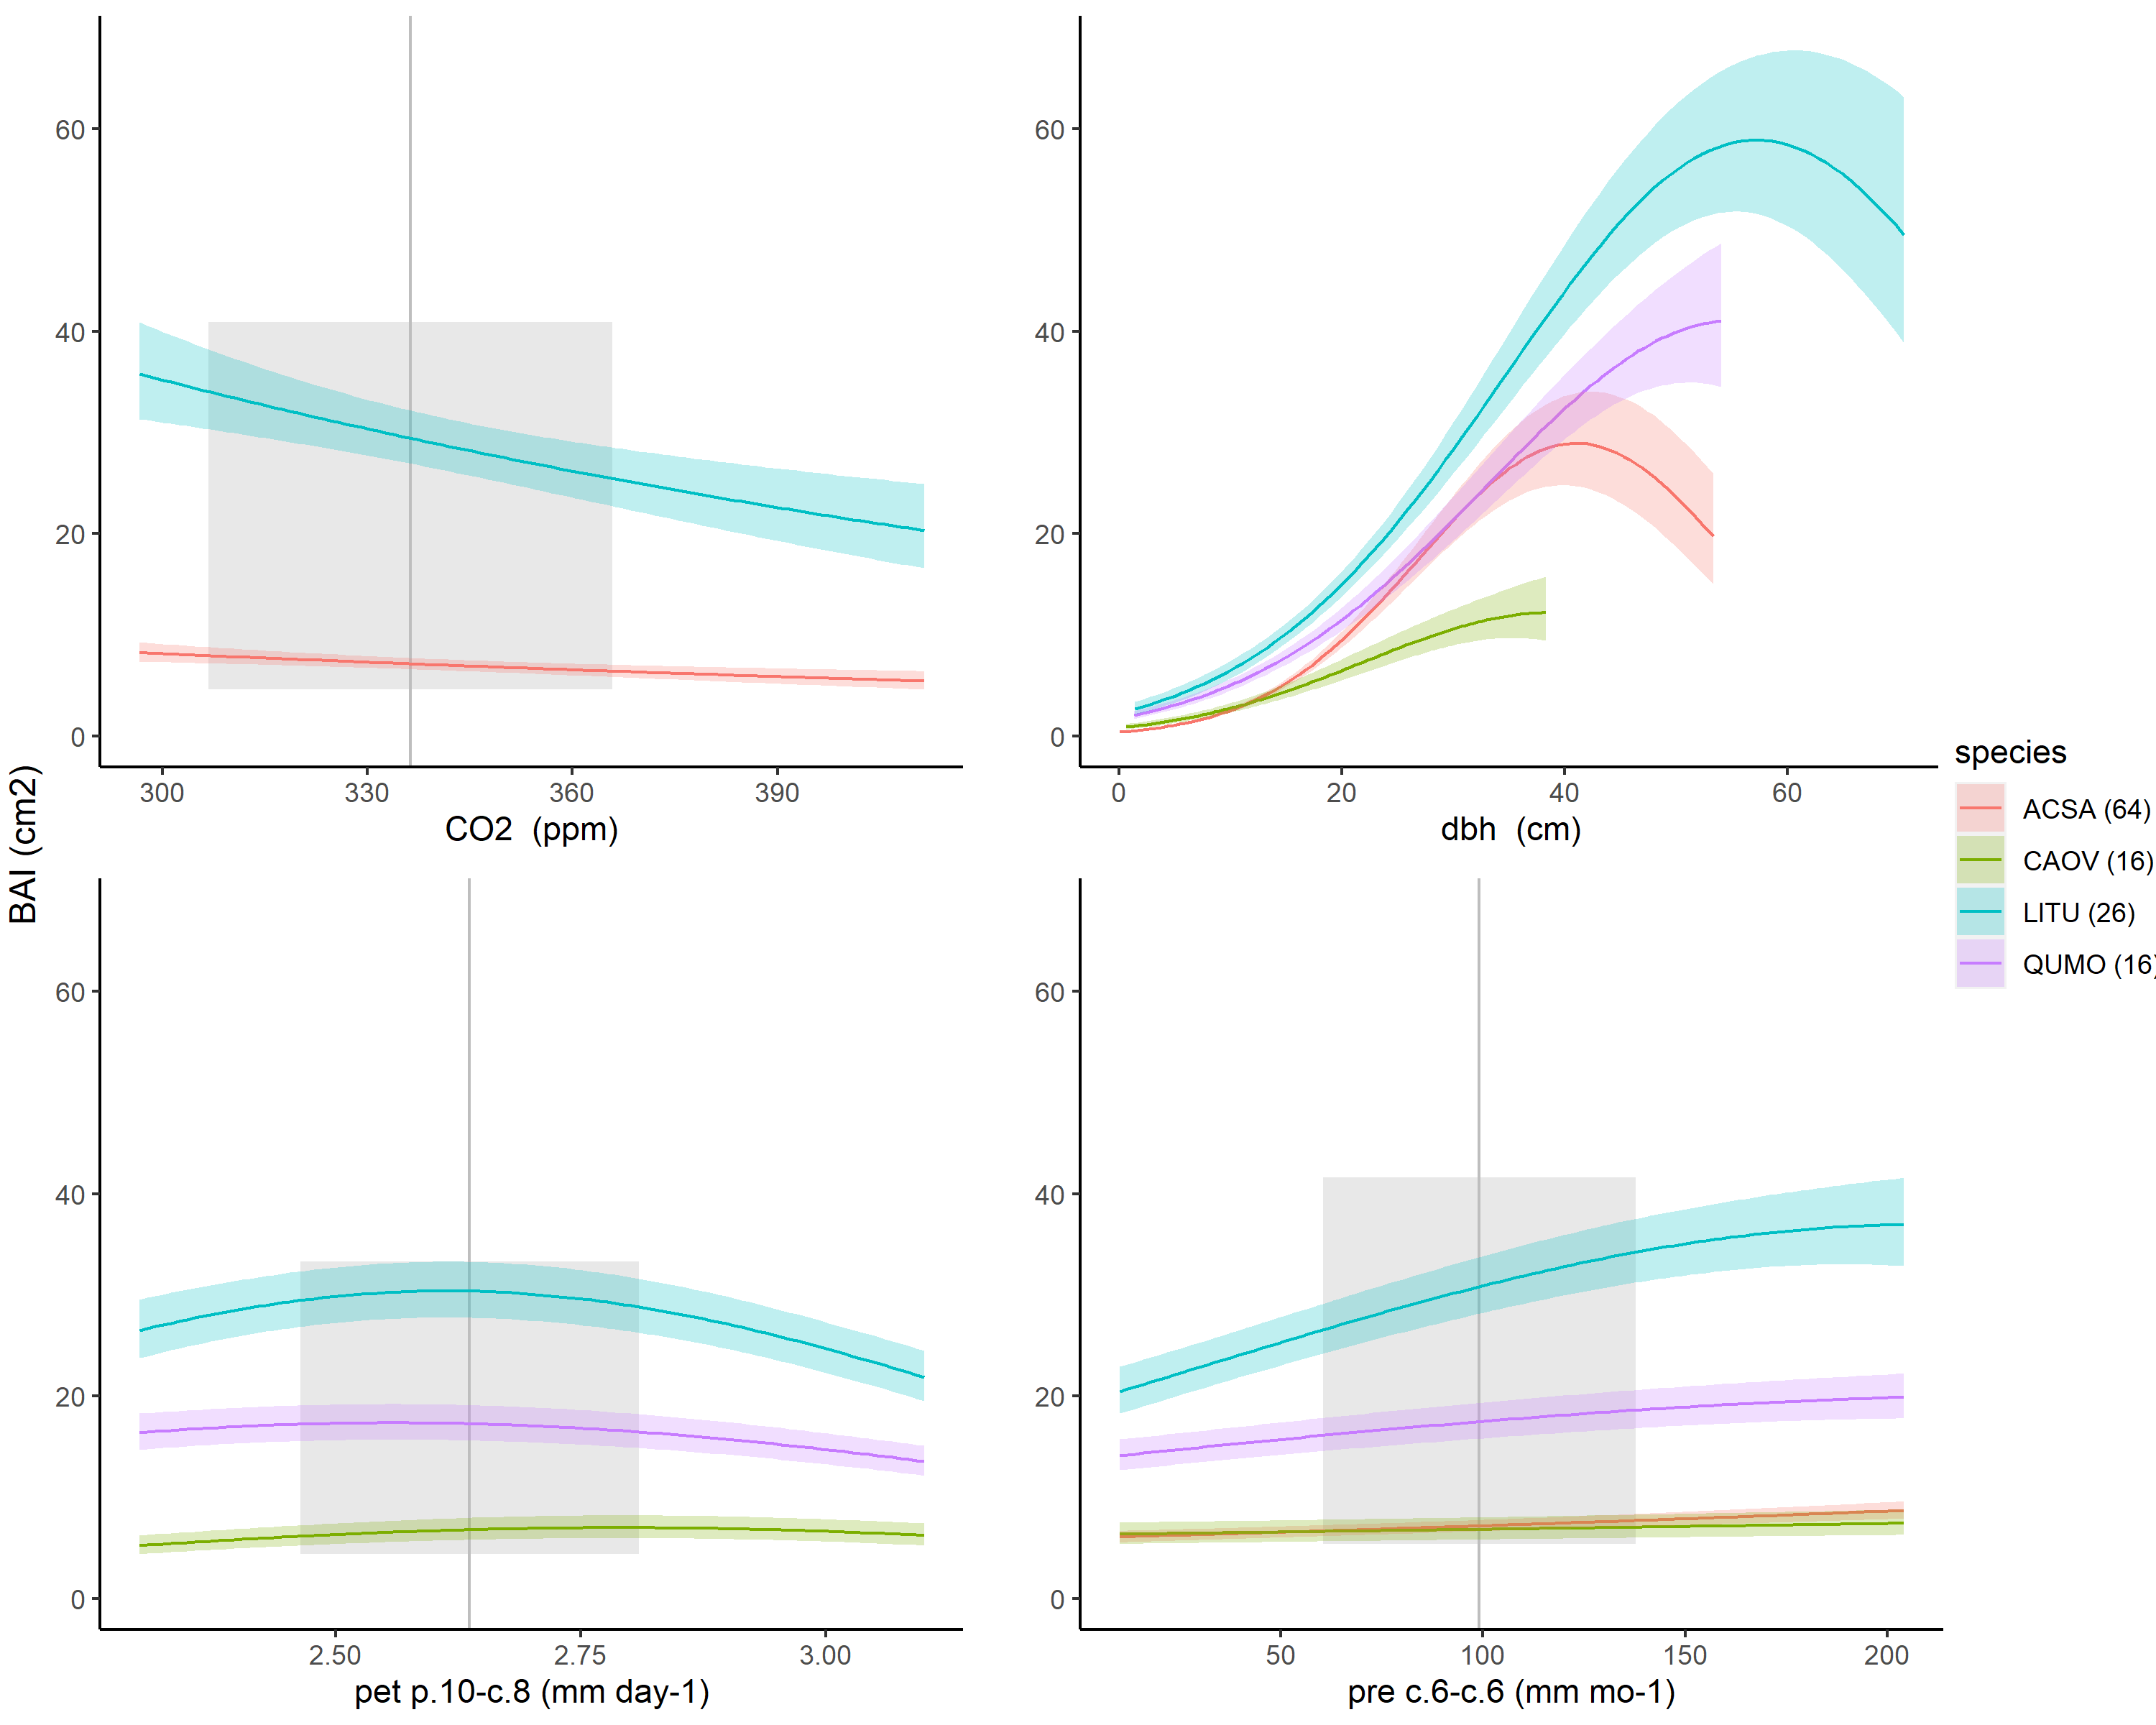 60
40
20
0
300 330 360 390
CO2 (ppm)
60
40
20
0
0 20 40 60
dbh (cm)
BAI (cm2)
60
40
20
0
2.50 2.75 3.00
pet p.10-c.8 (mm day-1)
60
40
20
0
50 100 150 200
pre c.6-c.6 (mm mo-1)
species
ACSA (64)
CAOV (16)
LITU (26)
QUMO (16)